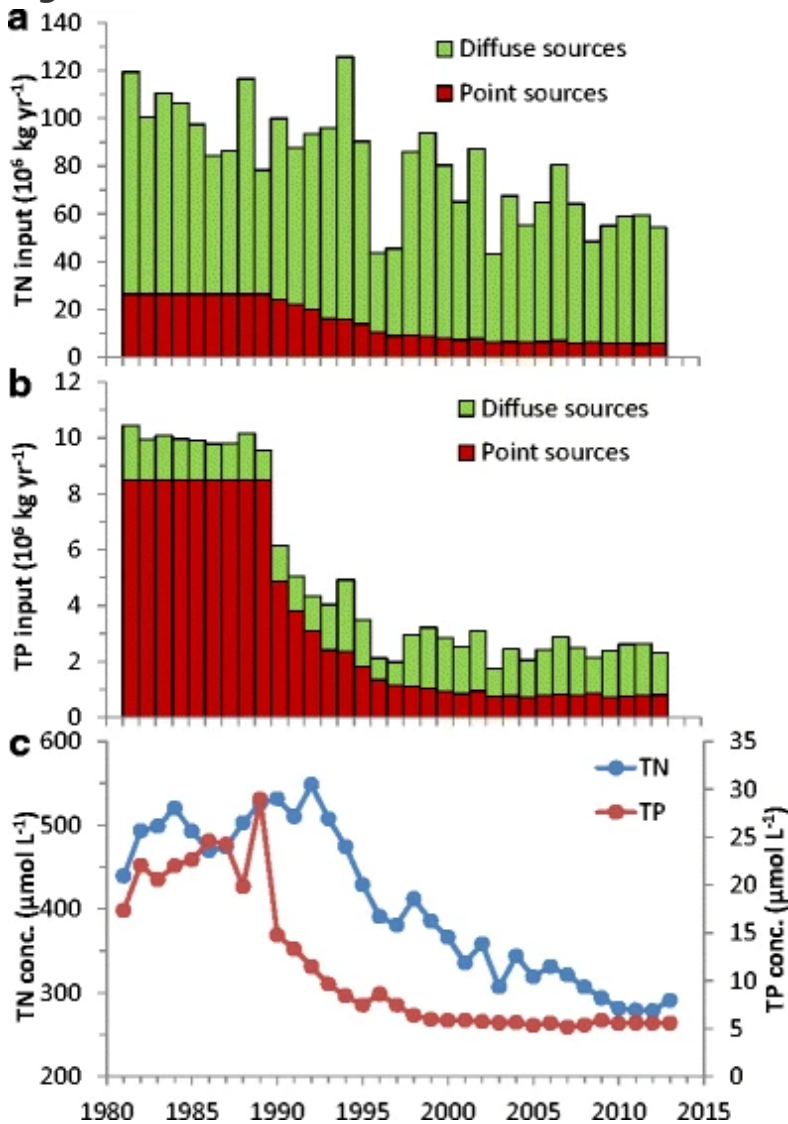 a
140
120
100
80
60
40
20
0
TN input (10⁶ kg yr⁻¹)
Diffuse sources
Point sources
b
12
10
8
6
4
2
0
TP input (10⁶ kg yr⁻¹)
Diffuse sources
Point sources
c
600
500
400
300
200
TN conc. (µmol L⁻¹)
TN
TP
35
30
25
20
15
10
5
0
TP conc. (µmol L⁻¹)
1980 1985 1990 1995 2000 2005 2010 2015